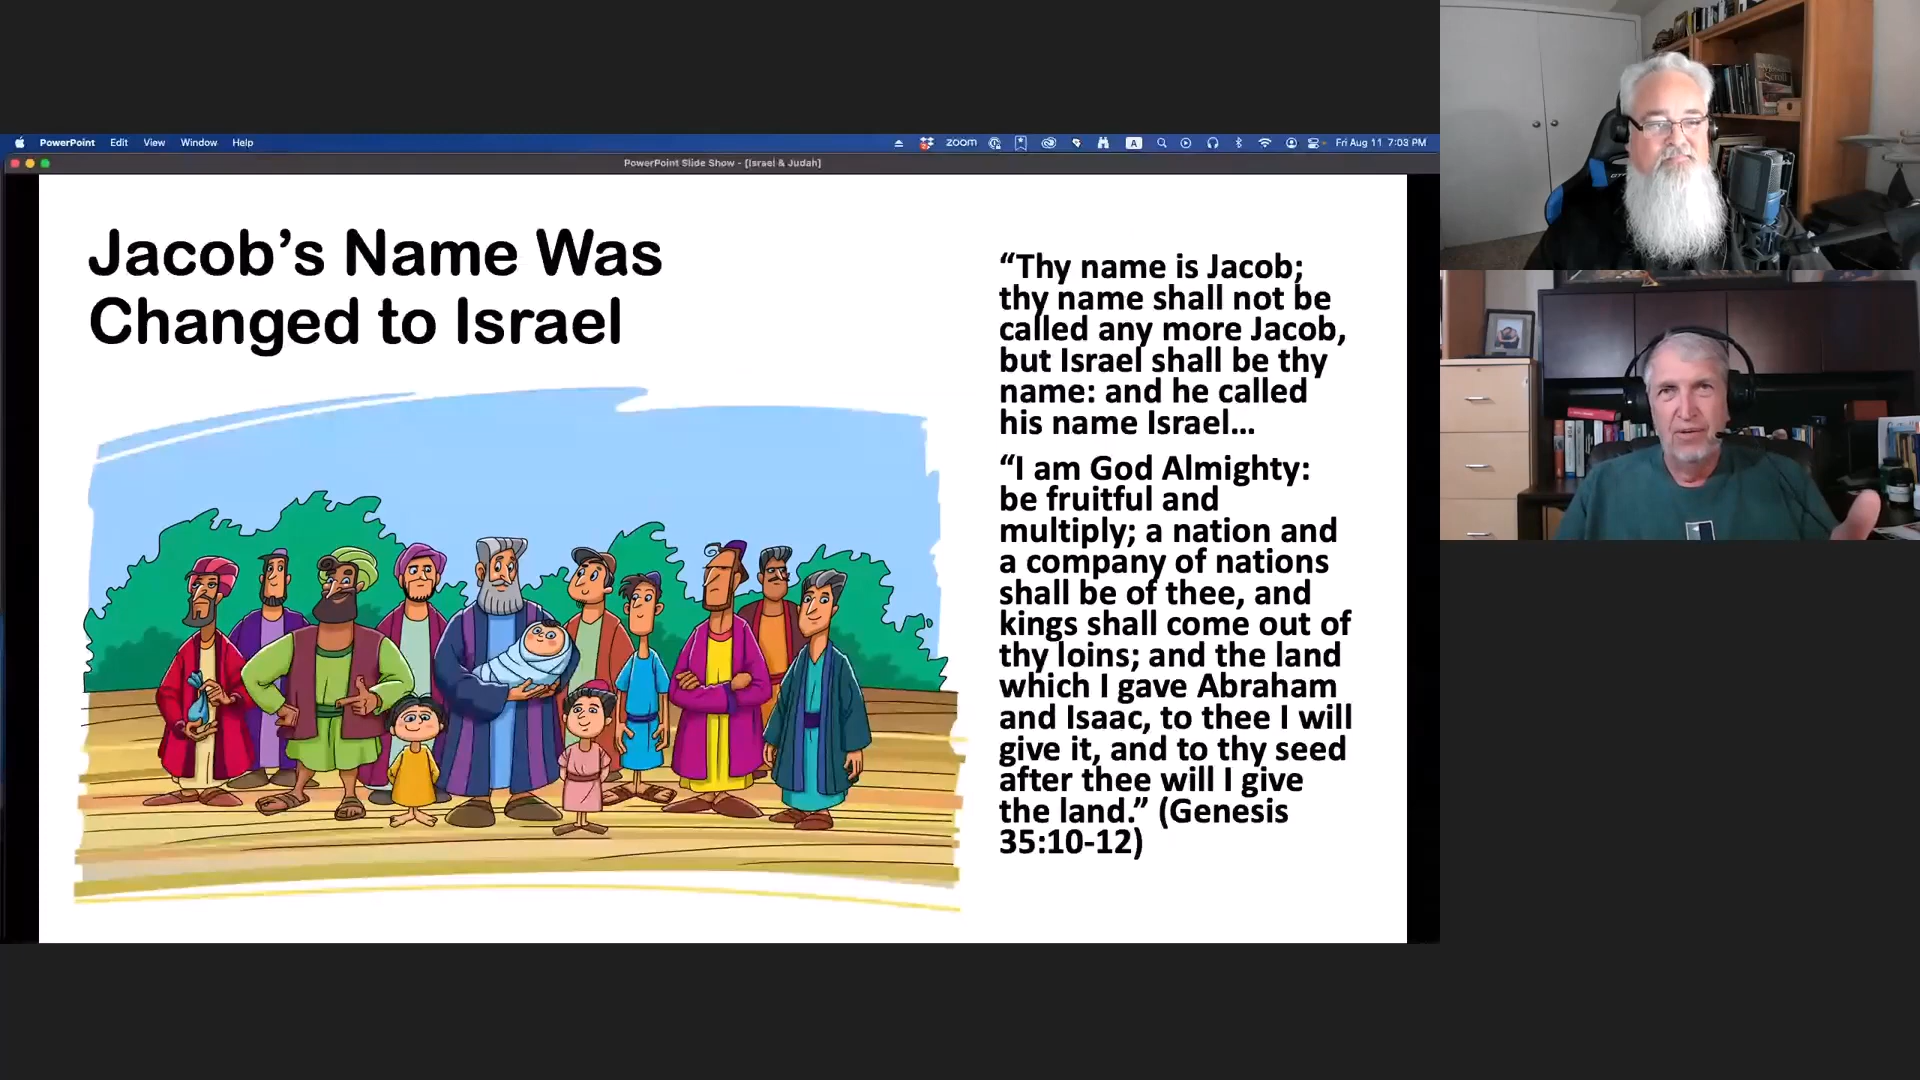 PowerPoint Edit View Window Help
zoom A Fri Aug 11 7:03 PM
PowerPoint Slide Show - [Israel & Judah]
Jacob’s Name Was
Changed to Israel
“Thy name is Jacob;
thy name shall not be
called any more Jacob,
but Israel shall be thy
name: and he called
his name Israel…
“I am God Almighty:
be fruitful and
multiply; a nation and
a company of nations
shall be of thee, and
kings shall come out of
thy loins; and the land
which I gave Abraham
and Isaac, to thee I will
give it, and to thy seed
after thee will I give
the land.” (Genesis
35:10-12)
Scroll